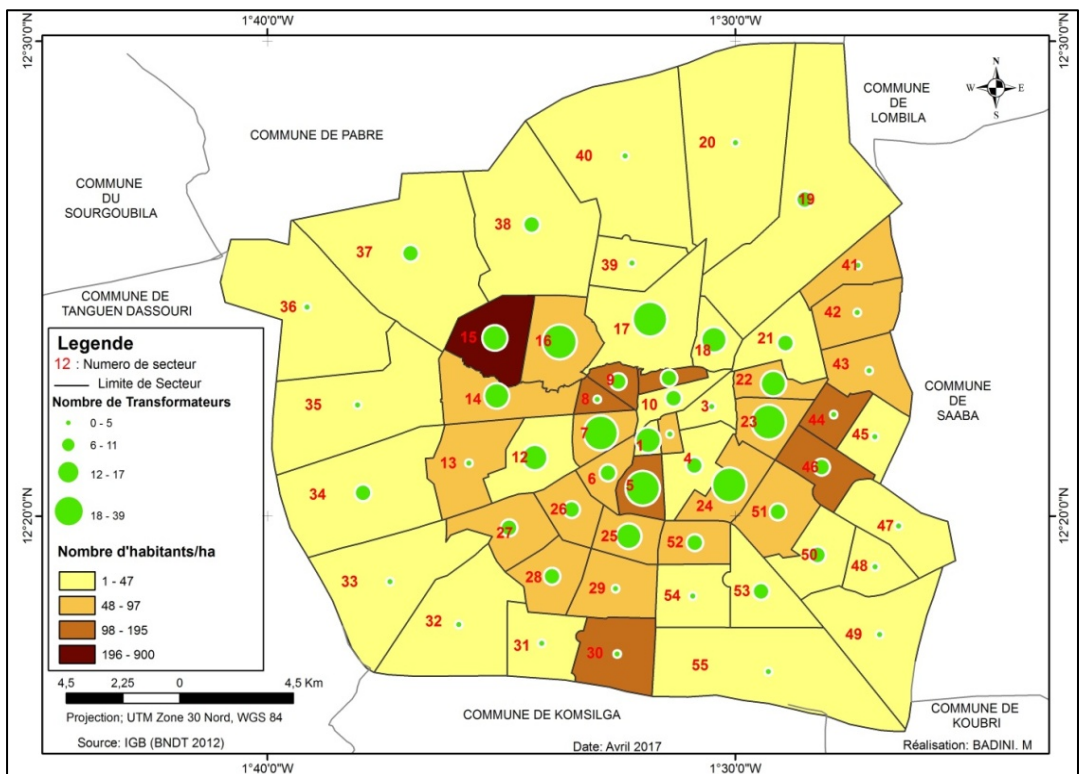 1°40'0"W
1°30'0"W
12°30'0"N
12°30'0"N
N
W
E
S
COMMUNE
DE
LOMBILA
COMMUNE DE PABRE
40
20
COMMUNE
DU
SOURGOUBILA
19
38
37
39
41
COMMUNE DE
TANGUEN DASSOURI
36
42
17
15
16
18
21
43
Legende
12 : Numero de secteur
Limite de Secteur
Nombre de Transformateurs
0 - 5
6 - 11
12 - 17
18 - 39
9
22
COMMUNE
DE
SAABA
14
8
10
3
35
23
44
45
7
1
12
13
4
46
6
5
34
24
51
12°20'0"N
12°20'0"N
26
27
25
52
47
50
48
Nombre d'habitants/ha
1 - 47
48 - 97
98 - 195
196 - 900
28
29
33
54
53
32
49
31
30
55
4,5
2,25
0
4,5 Km
Projection; UTM Zone 30 Nord, WGS 84
COMMUNE DE KOMSILGA
COMMUNE DE
KOUBRI
Source: IGB (BNDT 2012)
Date: Avril 2017
Réalisation: BADINI. M
1°40'0"W
1°30'0"W